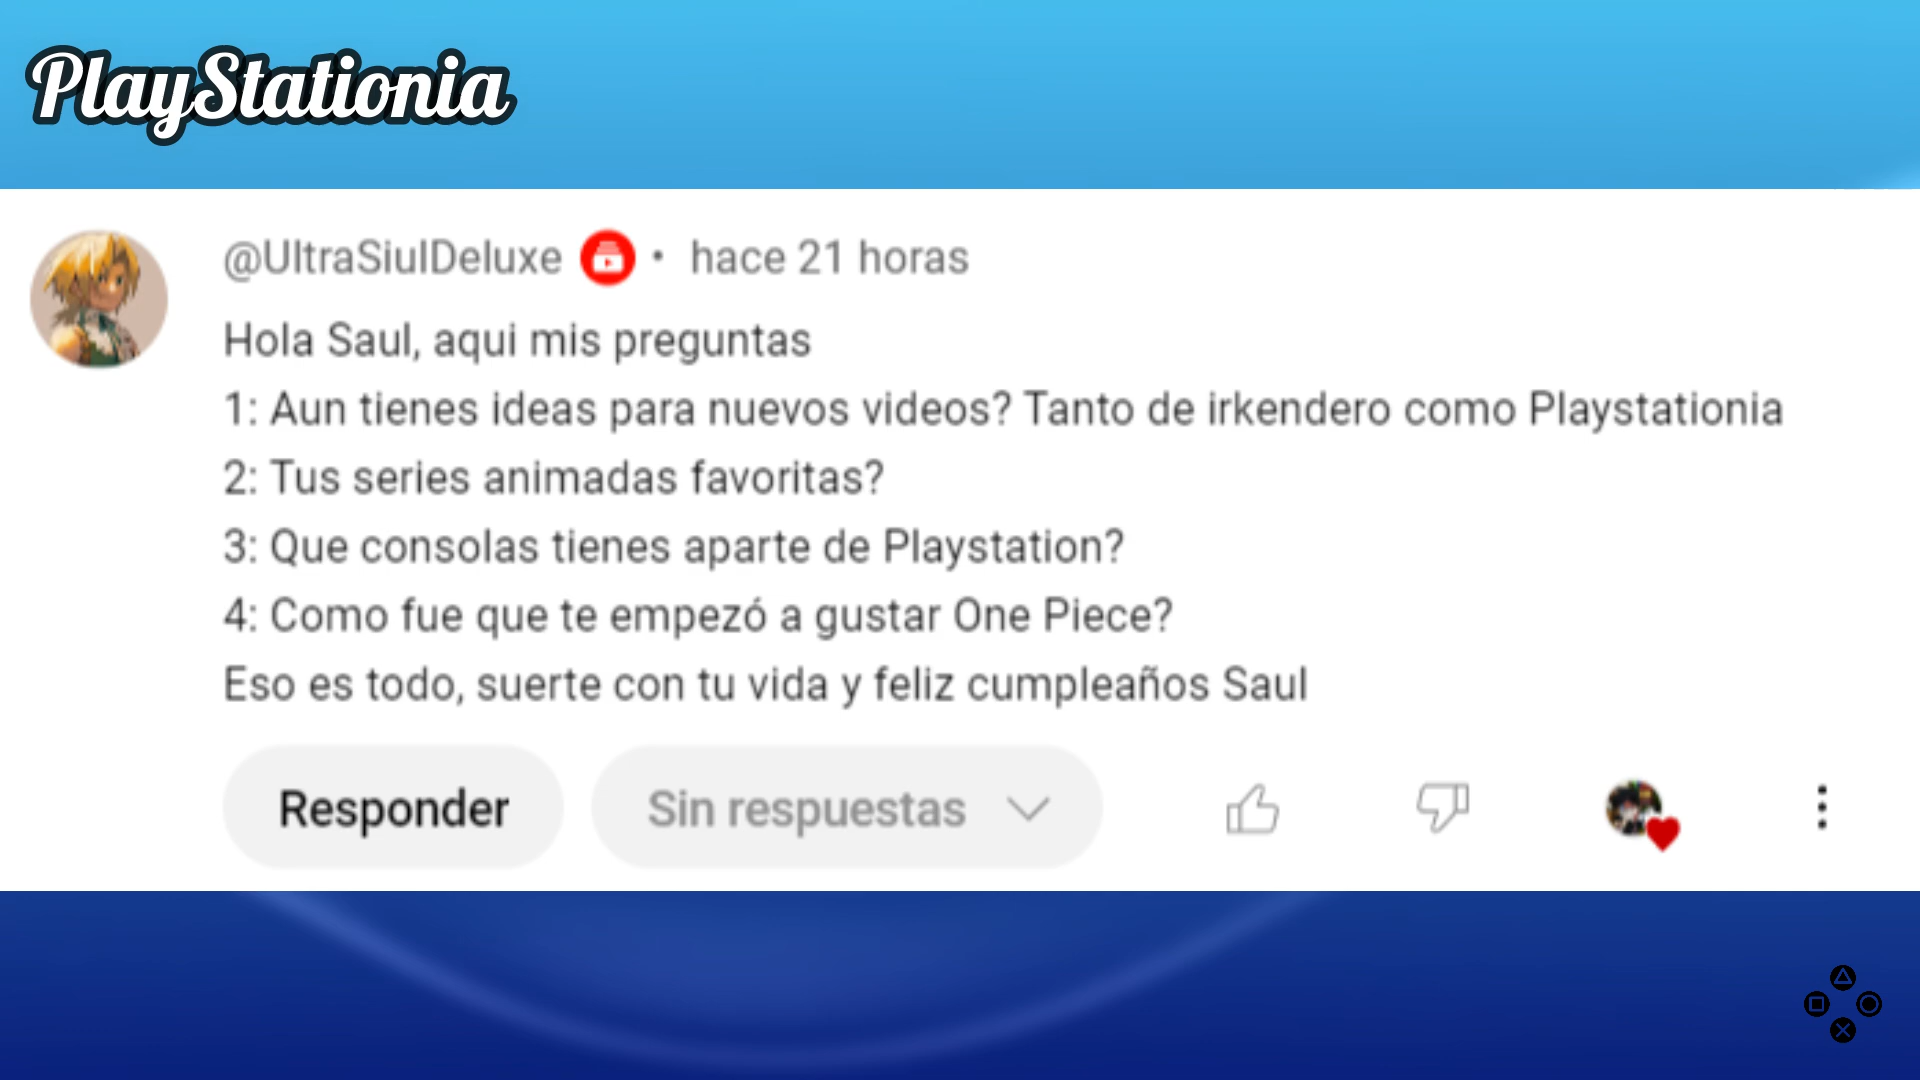 PlayStationia
@UltraSiulDeluxe • hace 21 horas
Hola Saul, aqui mis preguntas
1: Aun tienes ideas para nuevos videos? Tanto de irkendero como Playstationia
2: Tus series animadas favoritas?
3: Que consolas tienes aparte de Playstation?
4: Como fue que te empezó a gustar One Piece?
Eso es todo, suerte con tu vida y feliz cumpleaños Saul
Responder
Sin respuestas